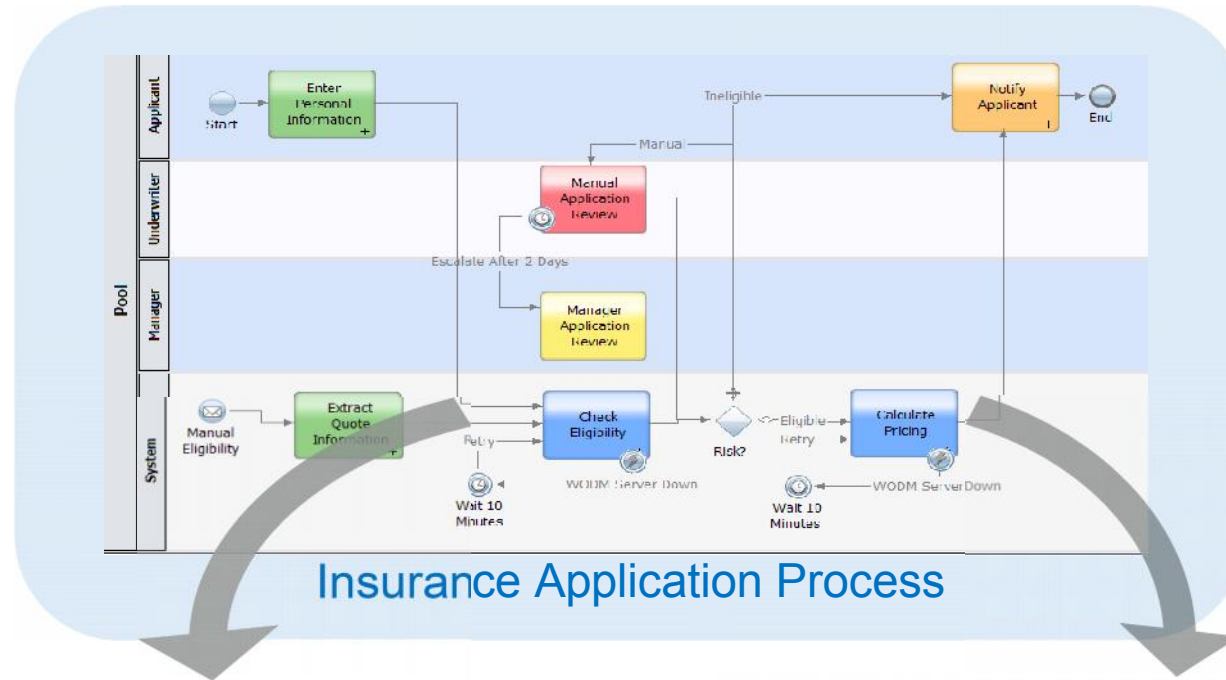 Pool
Applicant
Start
Enter
Personal
Information
Ineligible
Notify
Applicant
End
Manual
Underwriter
Manual
Application
Review
Escalate After 2 Days
Manager
Manager
Application
Review
System
Manual
Eligibility
Extract
Quote
Information
Retry
Check
Eligibility
WODM Server Down
Wait 10
Minutes
Risk?
Eligible
Retry
Calculate
Pricing
WODM ServerDown
Wait 10
Minutes
Insurance Application Process